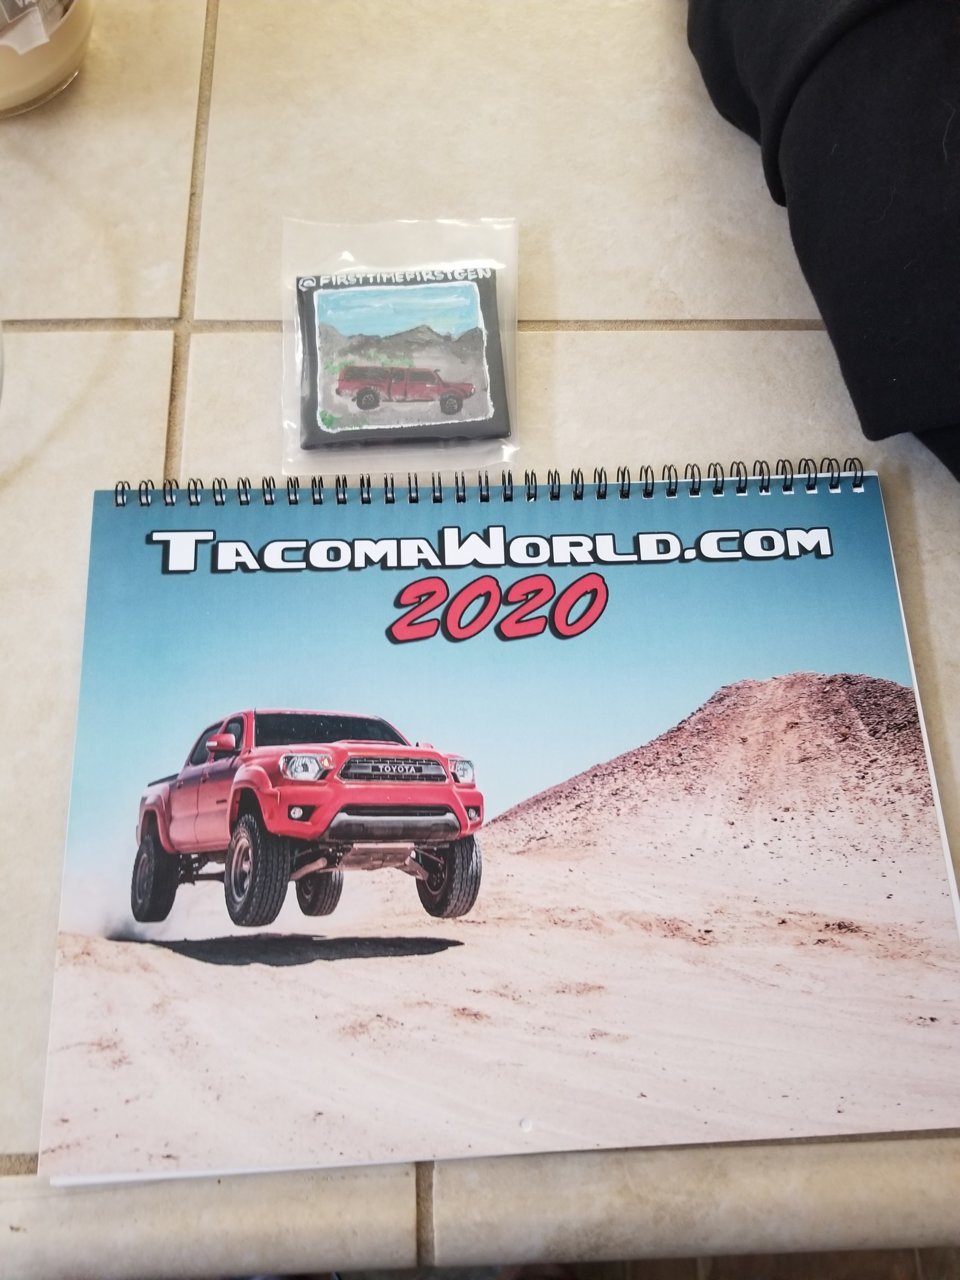 @FIRSTTIMEFIRSTGEN
TACOMAWORLD.COM
2020
TOYOTA